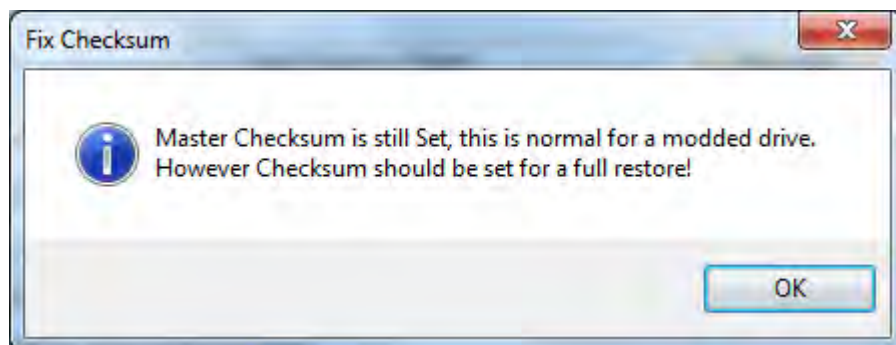 Fix Checksum
Master Checksum is still Set, this is normal for a modded drive.
However Checksum should be set for a full restore!
OK